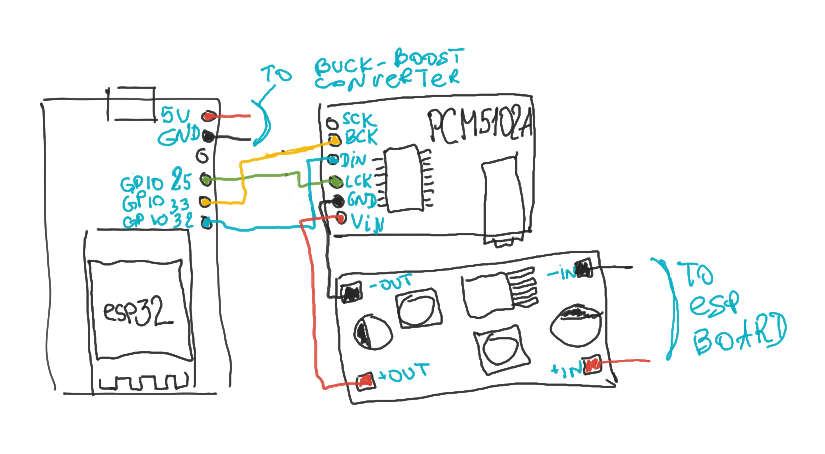 TO
BUCK-BOOST
CONVERTER
5V
GND
GPIO 25
GPIO 33
GPIO 32
esp32
SCK
BCK
DiN
LCK
GND
ViN
PCM5102A
-OUT
+OUT
-IN
+IN
TO
esp
BOARD